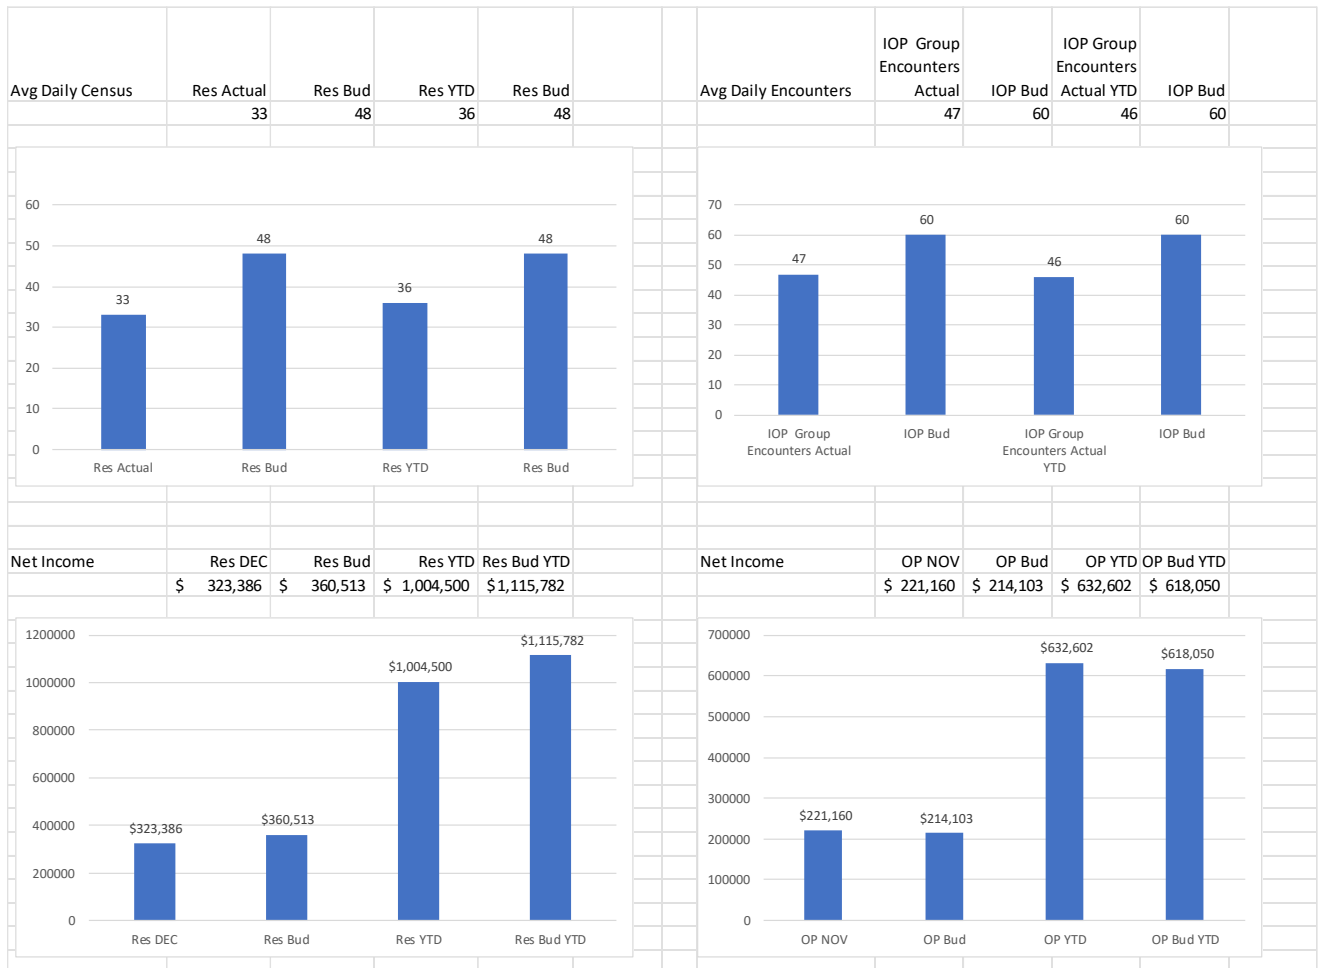 IOP Group IOP Group
Encounters Encounters
Avg Daily Census Res Actual Res Bud Res YTD Res Bud Avg Daily Encounters Actual IOP Bud Actual YTD IOP Bud
33 48 36 48 47 60 46 60
60
50
40
30
20
10
0
33
48
36
48
Res Actual Res Bud Res YTD Res Bud
70
60
50
40
30
20
10
0
47
60
46
60
IOP Group
Encounters Actual
IOP Bud
IOP Group
Encounters Actual
YTD
IOP Bud
Net Income Res DEC Res Bud Res YTD Res Bud YTD Net Income OP NOV OP Bud OP YTD OP Bud YTD
$ 323,386 $ 360,513 $ 1,004,500 $1,115,782 $ 221,160 $ 214,103 $ 632,602 $ 618,050
1200000
1000000
800000
600000
400000
200000
0
$323,386
$360,513
$1,004,500
$1,115,782
Res DEC Res Bud Res YTD Res Bud YTD
700000
600000
500000
400000
300000
200000
100000
0
$221,160
$214,103
$632,602
$618,050
OP NOV OP Bud OP YTD OP Bud YTD